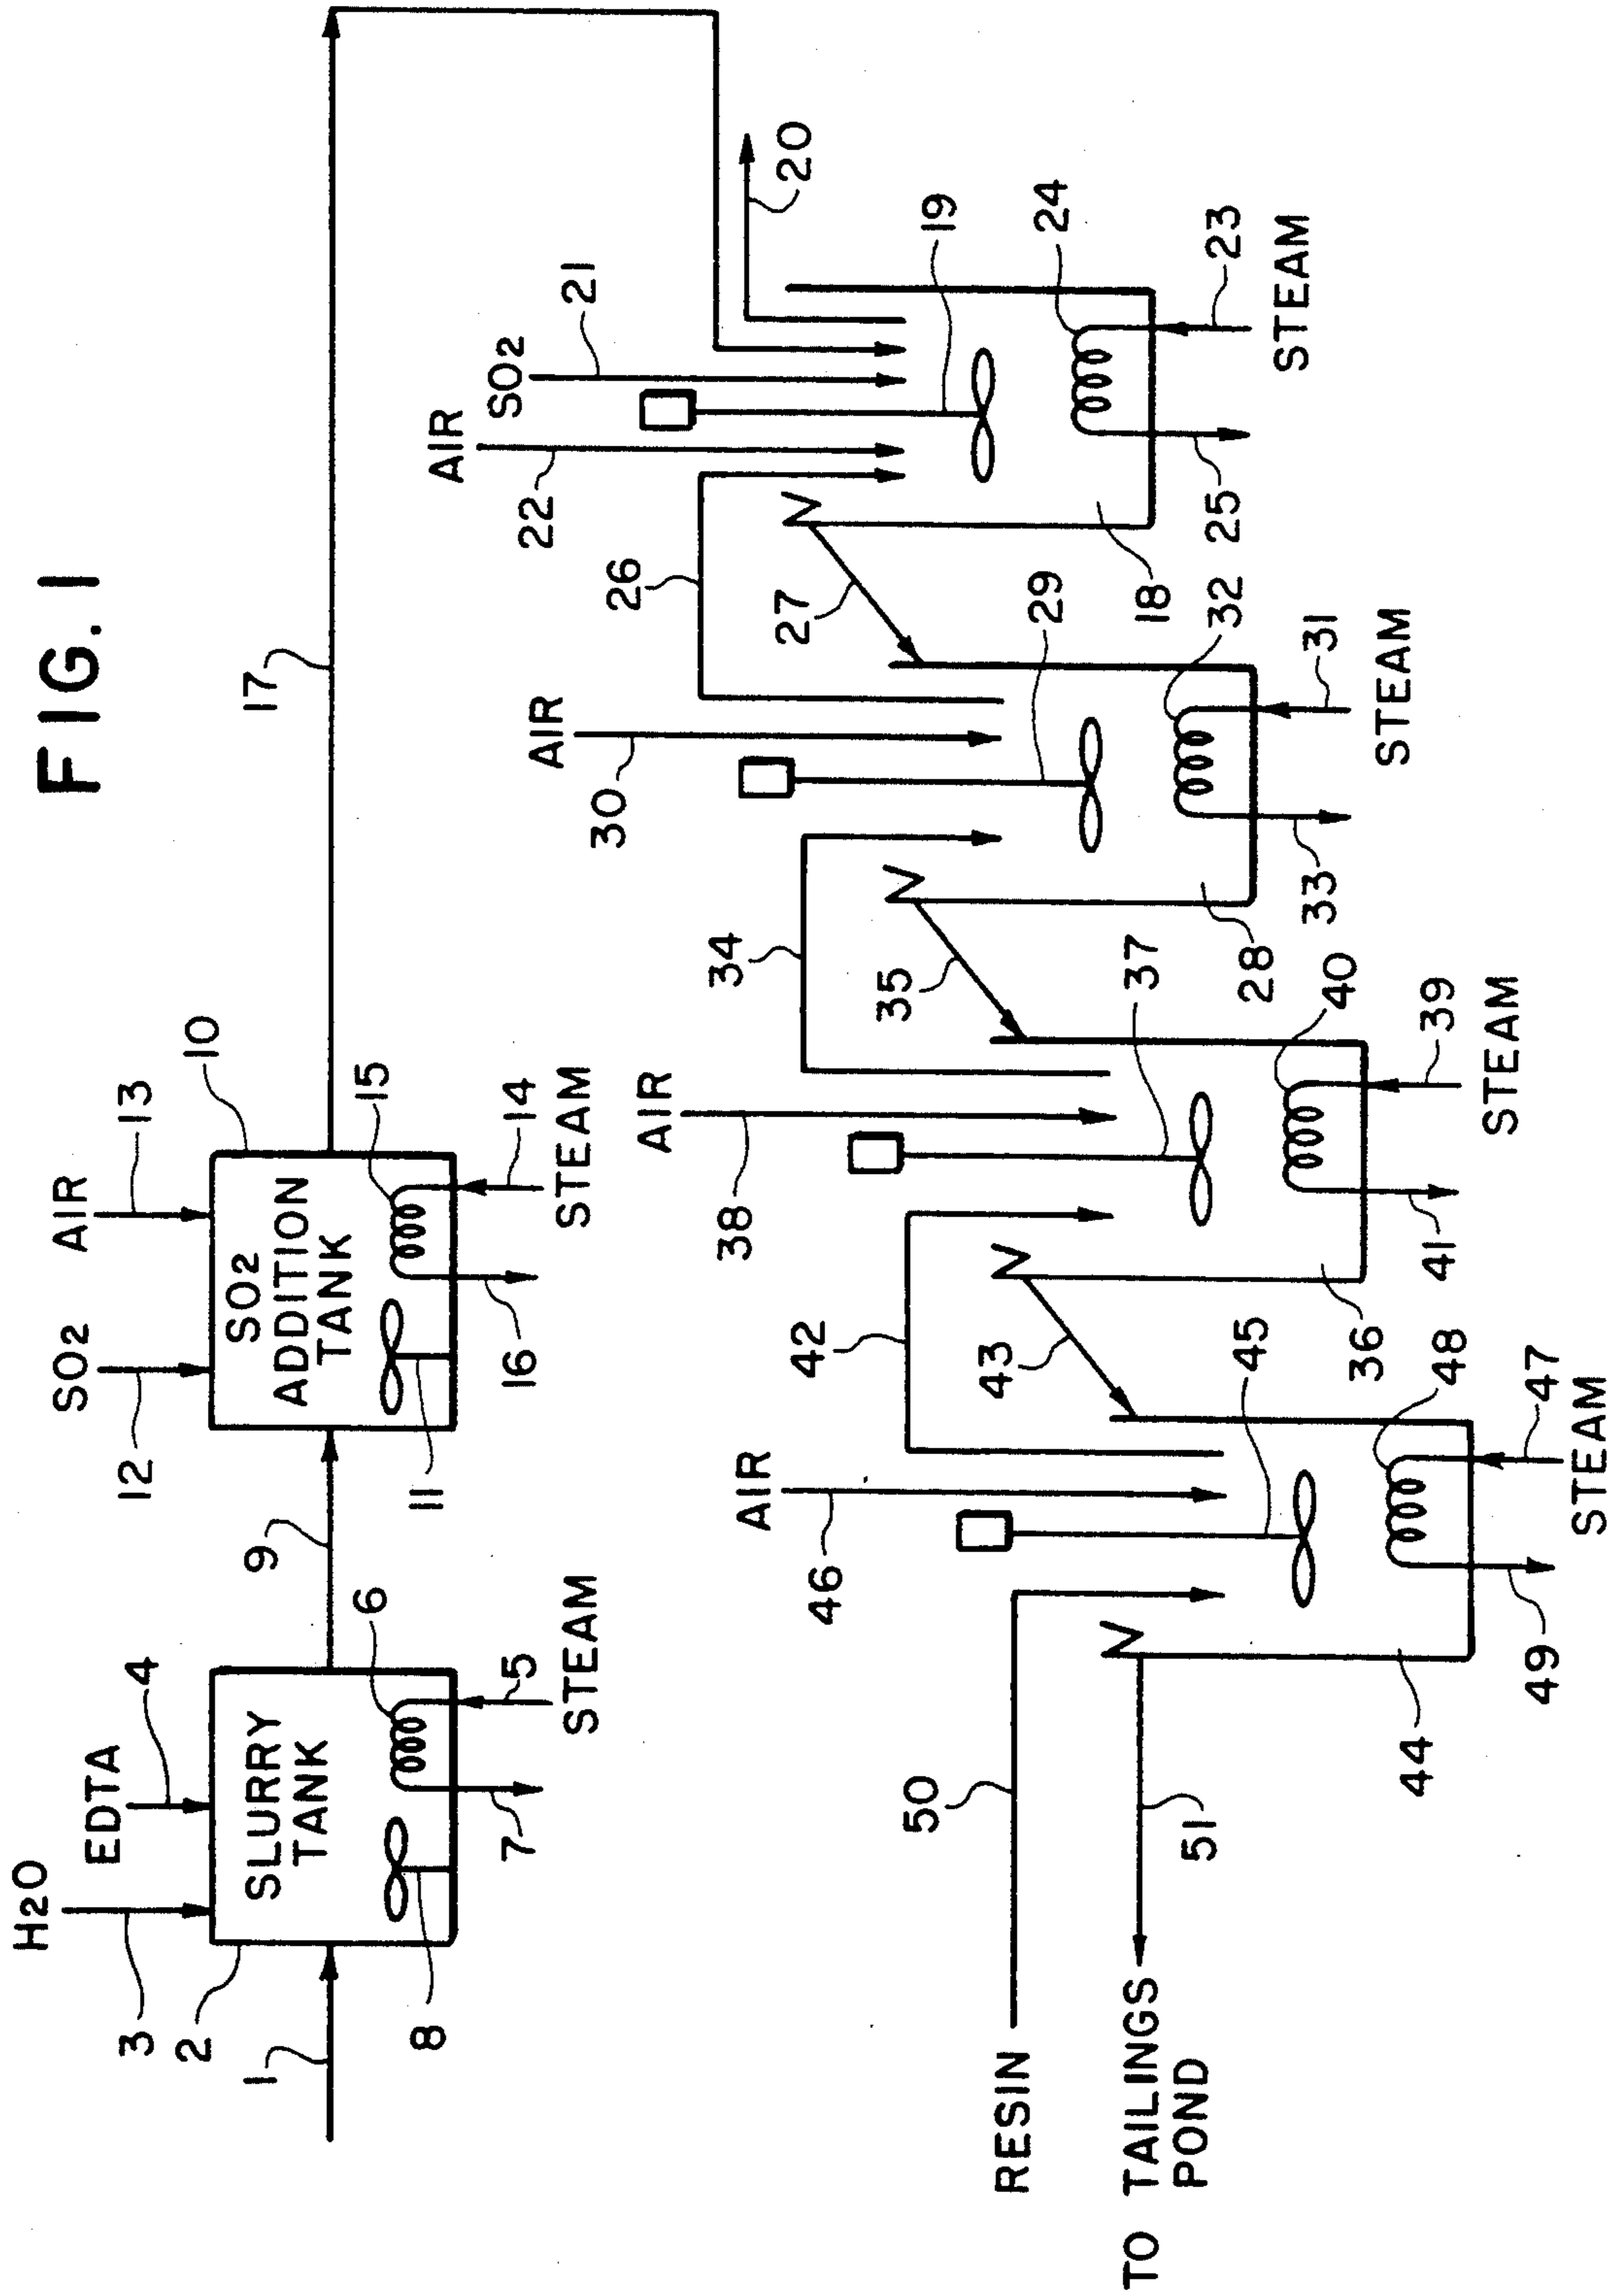 FIG. 1
H2O
EDTA
3
4
2
SLURRY
TANK
1
6
8
7
5
STEAM
9
SO2
AIR
12
13
10
SO2
ADDITION
TANK
15
11
16
14
STEAM
17
AIR
SO2
22
21
20
26
27
19
24
18
25
23
STEAM
AIR
30
34
35
29
32
28
33
31
STEAM
AIR
38
42
43
37
40
36
41
39
STEAM
AIR
46
45
48
44
49
47
STEAM
50
RESIN
51
TO TAILINGS
POND